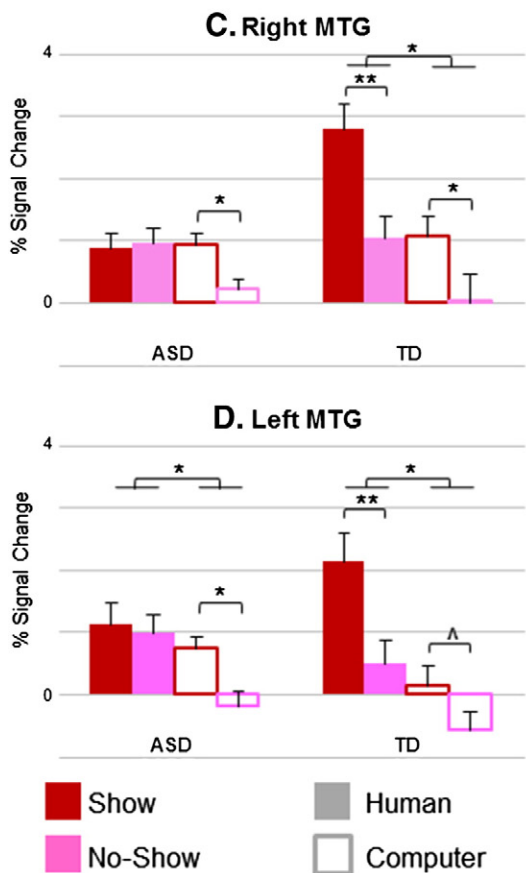 C. Right MTG
4
*
**
*
*
% Signal Change
0
ASD
TD
D. Left MTG
4
*
*
**
*
^
% Signal Change
0
ASD
TD
Show
Human
No-Show
Computer